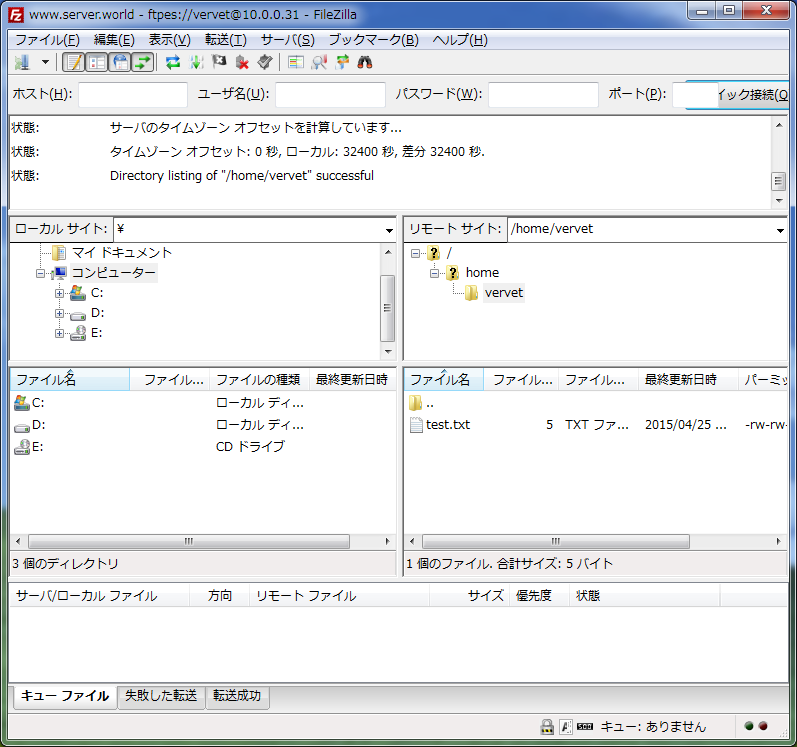 www.server.world - ftpes://vervet@10.0.0.31 - FileZilla
ファイル(F) 編集(E) 表示(V) 転送(T) サーバ(S) ブックマーク(B) ヘルプ(H)
ホスト(H): ユーザ名(U): パスワード(W): ポート(P): イック接続(Q
状態: サーバのタイムゾーン オフセットを計算しています...
状態: タイムゾーン オフセット: 0 秒, ローカル: 32400 秒, 差分 32400 秒.
状態: Directory listing of "/home/vervet" successful
ローカル サイト: ¥
マイ ドキュメント
コンピューター
C:
D:
E:
リモート サイト: /home/vervet
/
home
vervet
ファイル名 ファイル... ファイルの種類 最終更新日時
C: ローカル ディ...
D: ローカル ディ...
E: CD ドライブ
3 個のディレクトリ
ファイル名 ファイル... ファイル... 最終更新日時 パーミッ
..
test.txt 5 TXT ファ... 2015/04/25 ... -rw-rw-
1 個のファイル. 合計サイズ: 5 バイト
サーバ/ローカル ファイル 方向 リモート ファイル サイズ 優先度 状態
キュー ファイル 失敗した転送 転送成功
キュー: ありません